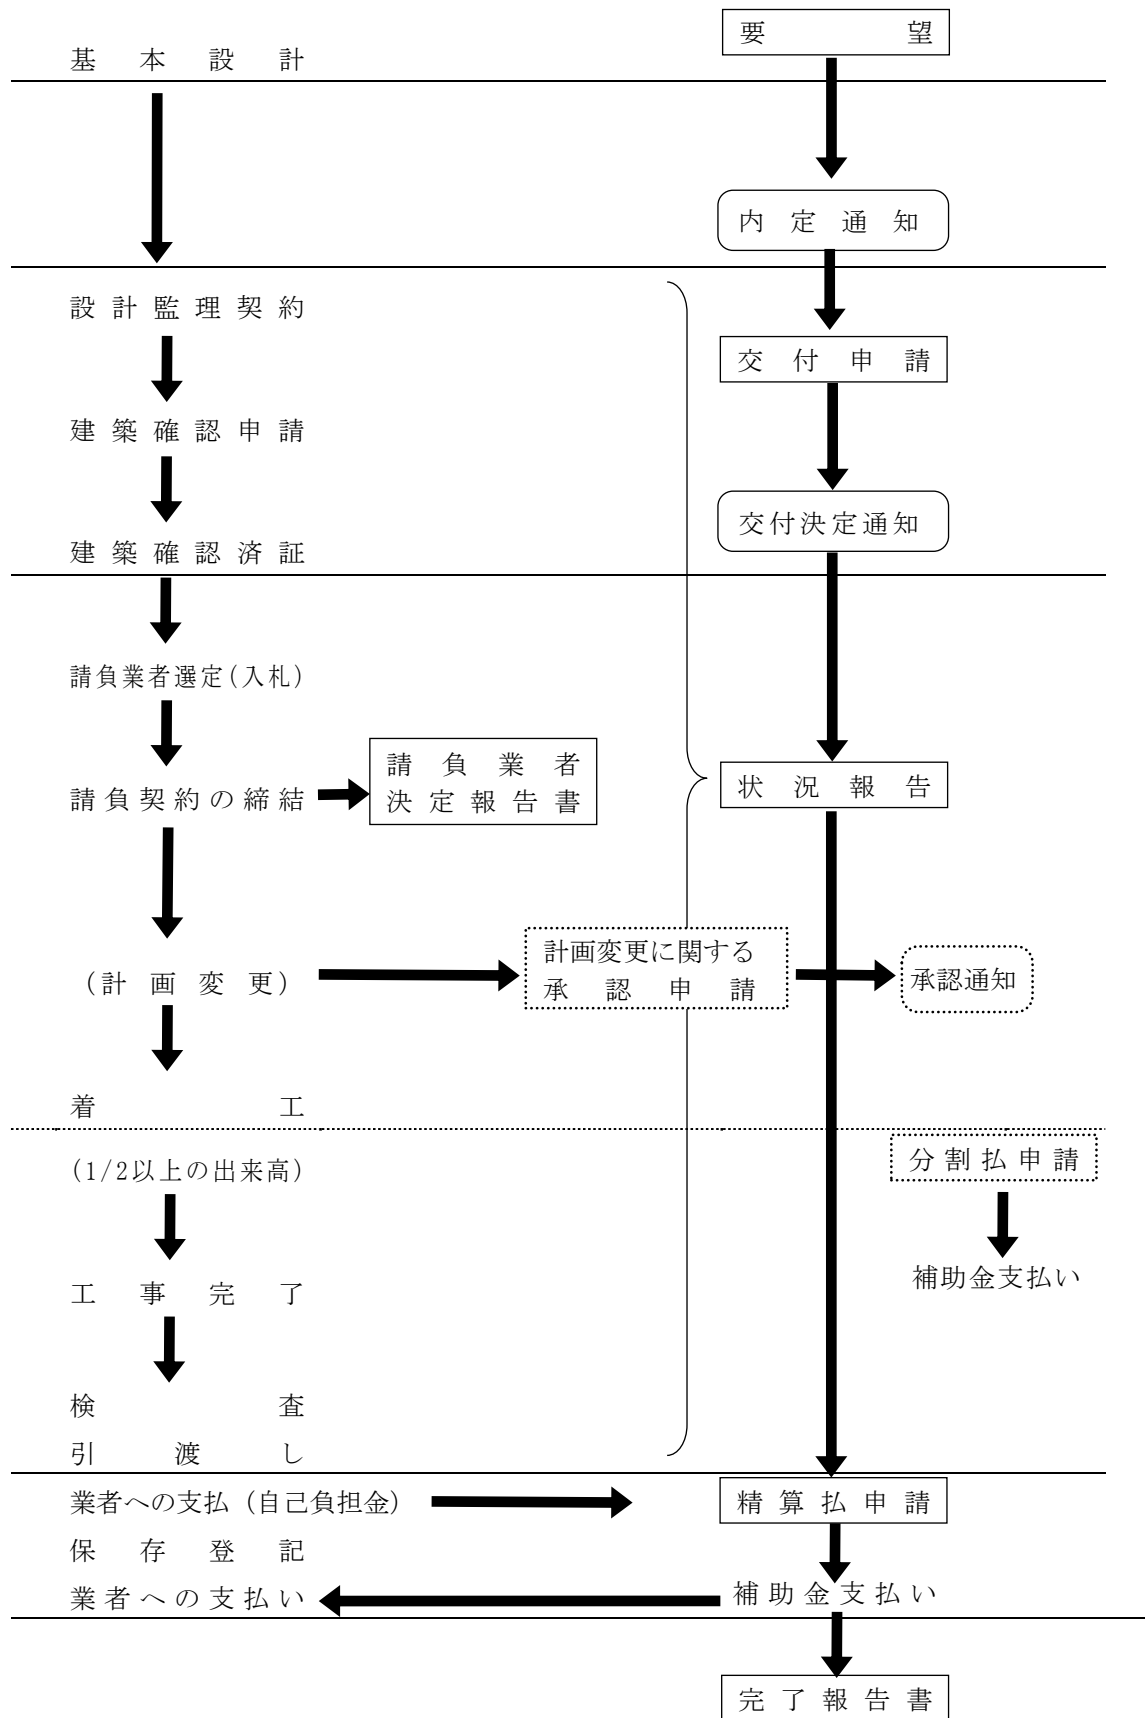 要望
基本設計
内定通知
設計監理契約
交付申請
建築確認申請
交付決定通知
建築確認済証
請負業者選定(入札)
請負業者
決定報告書
請負契約の締結
状況報告
計画変更に関する
承認申請
(計画変更)
承認通知
着工
(1/2以上の出来高)
分割払申請
補助金支払い
工事完了
検査
引渡し
業者への支払(自己負担金)
精算払申請
保存登記
業者への支払い
補助金支払い
完了報告書